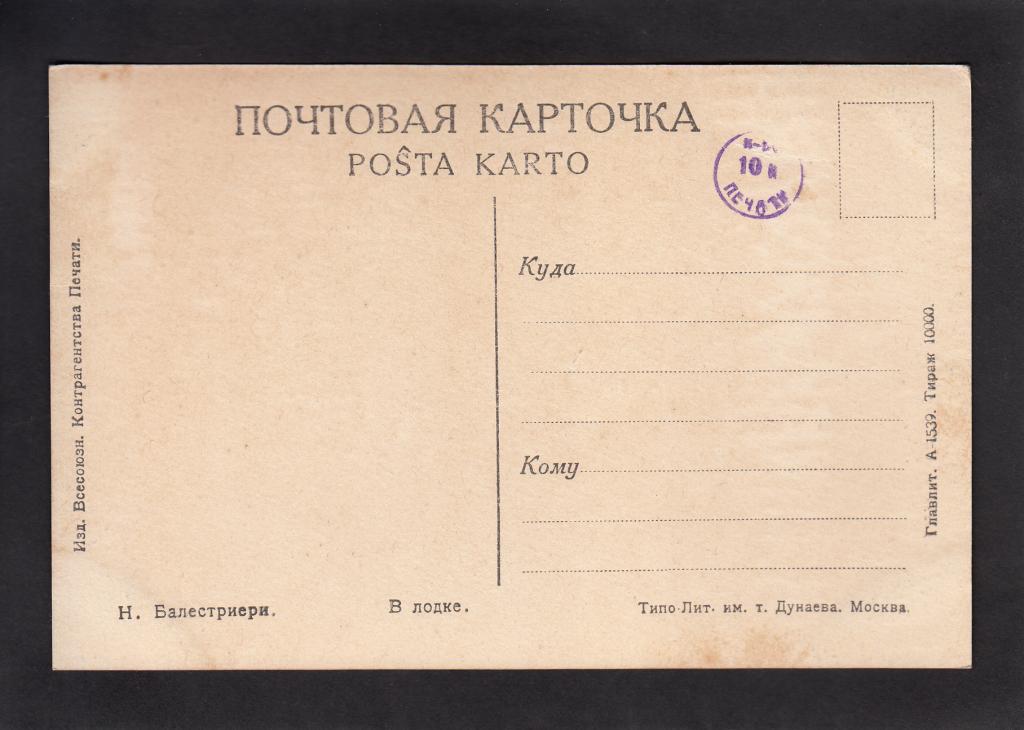 ПОЧТОВАЯ КАРТОЧКА
POŜTA KARTO
10 к
ПЕЧАТИ
Изд. Всесоюзн. Контрагентства Печати.
Куда
Кому
Главлит. А-1539. Тираж 10000.
Н. Балестриери.
В лодке.
Типо-Лит. им. т. Дунаева. Москва.